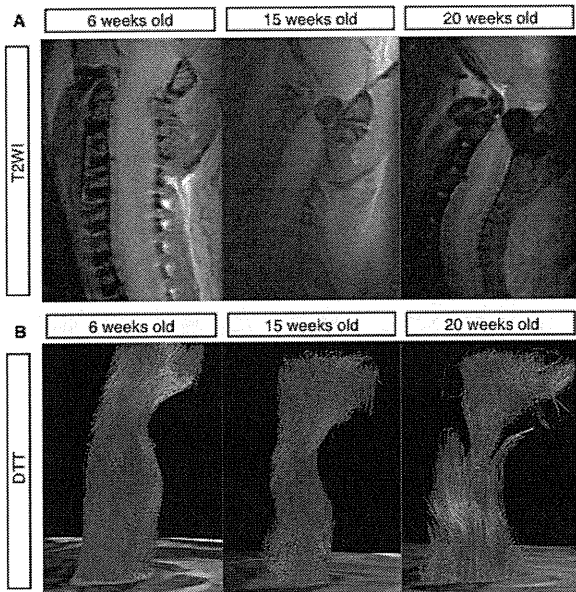 A
6 weeks old
15 weeks old
20 weeks old
T2WI
B
6 weeks old
15 weeks old
20 weeks old
DTT